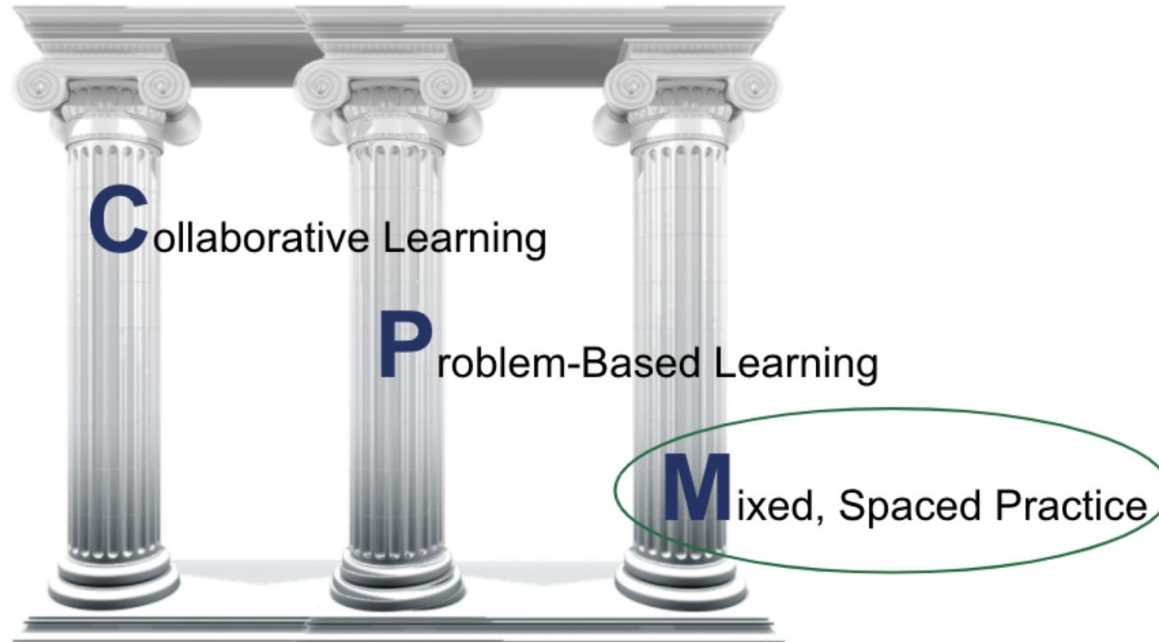 Collaborative Learning
Problem-Based Learning
Mixed, Spaced Practice